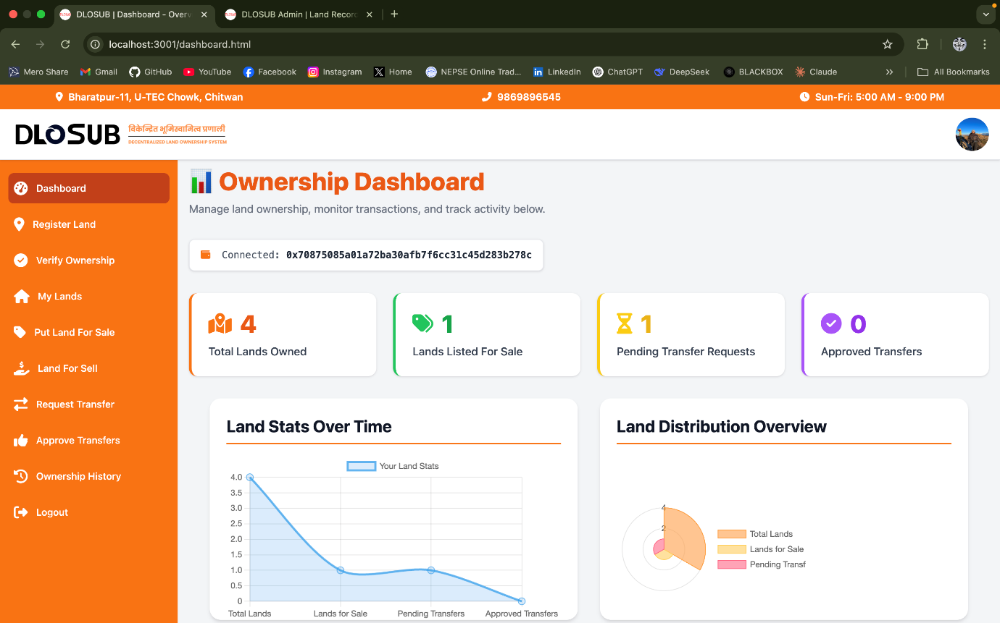 DLOSUB | Dashboard - Overv
DLOSUB Admin | Land Recor
localhost:3001/dashboard.html
Mero Share Gmail GitHub YouTube Facebook Instagram Home NEPSE Online Trad... LinkedIn ChatGPT DeepSeek BLACKBOX Claude All Bookmarks
Bharatpur-11, U-TEC Chowk, Chitwan 9869896545 Sun-Fri: 5:00 AM - 9:00 PM
DLOSUB
विकेन्द्रित भूमिस्वामित्व प्रणाली
DECENTRALIZED LAND OWNERSHIP SYSTEM
Dashboard
Register Land
Verify Ownership
My Lands
Put Land For Sale
Land For Sell
Request Transfer
Approve Transfers
Ownership History
Logout
Ownership Dashboard
Manage land ownership, monitor transactions, and track activity below.
Connected: 0x70875085a01a72ba30afb7f6cc31c45d283b278c
4
Total Lands Owned
1
Lands Listed For Sale
1
Pending Transfer Requests
0
Approved Transfers
Land Stats Over Time
Your Land Stats
4.0
3.5
3.0
2.5
2.0
1.5
1.0
0.5
0
Total Lands Lands for Sale Pending Transfers Approved Transfers
Land Distribution Overview
4
2
Total Lands
Lands for Sale
Pending Transf